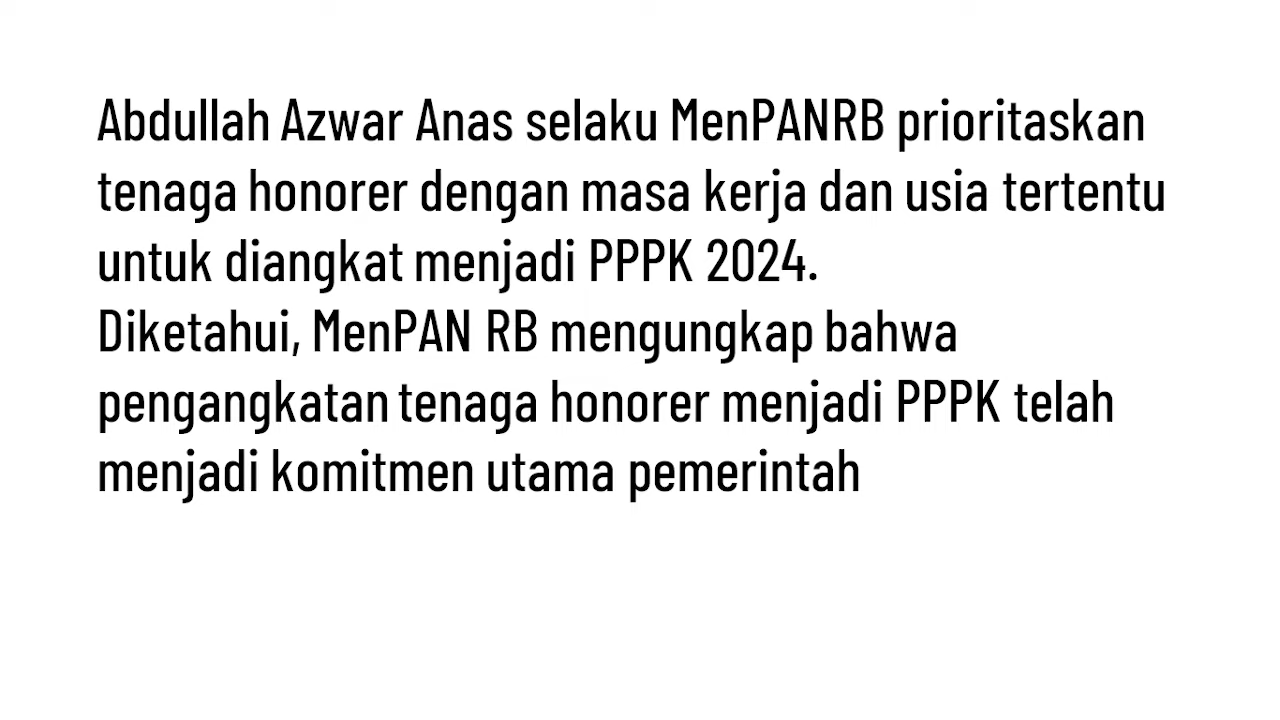 Abdullah Azwar Anas selaku MenPANRB prioritaskan
tenaga honorer dengan masa kerja dan usia tertentu
untuk diangkat menjadi PPPK 2024.
Diketahui, MenPAN RB mengungkap bahwa
pengangkatan tenaga honorer menjadi PPPK telah
menjadi komitmen utama pemerintah